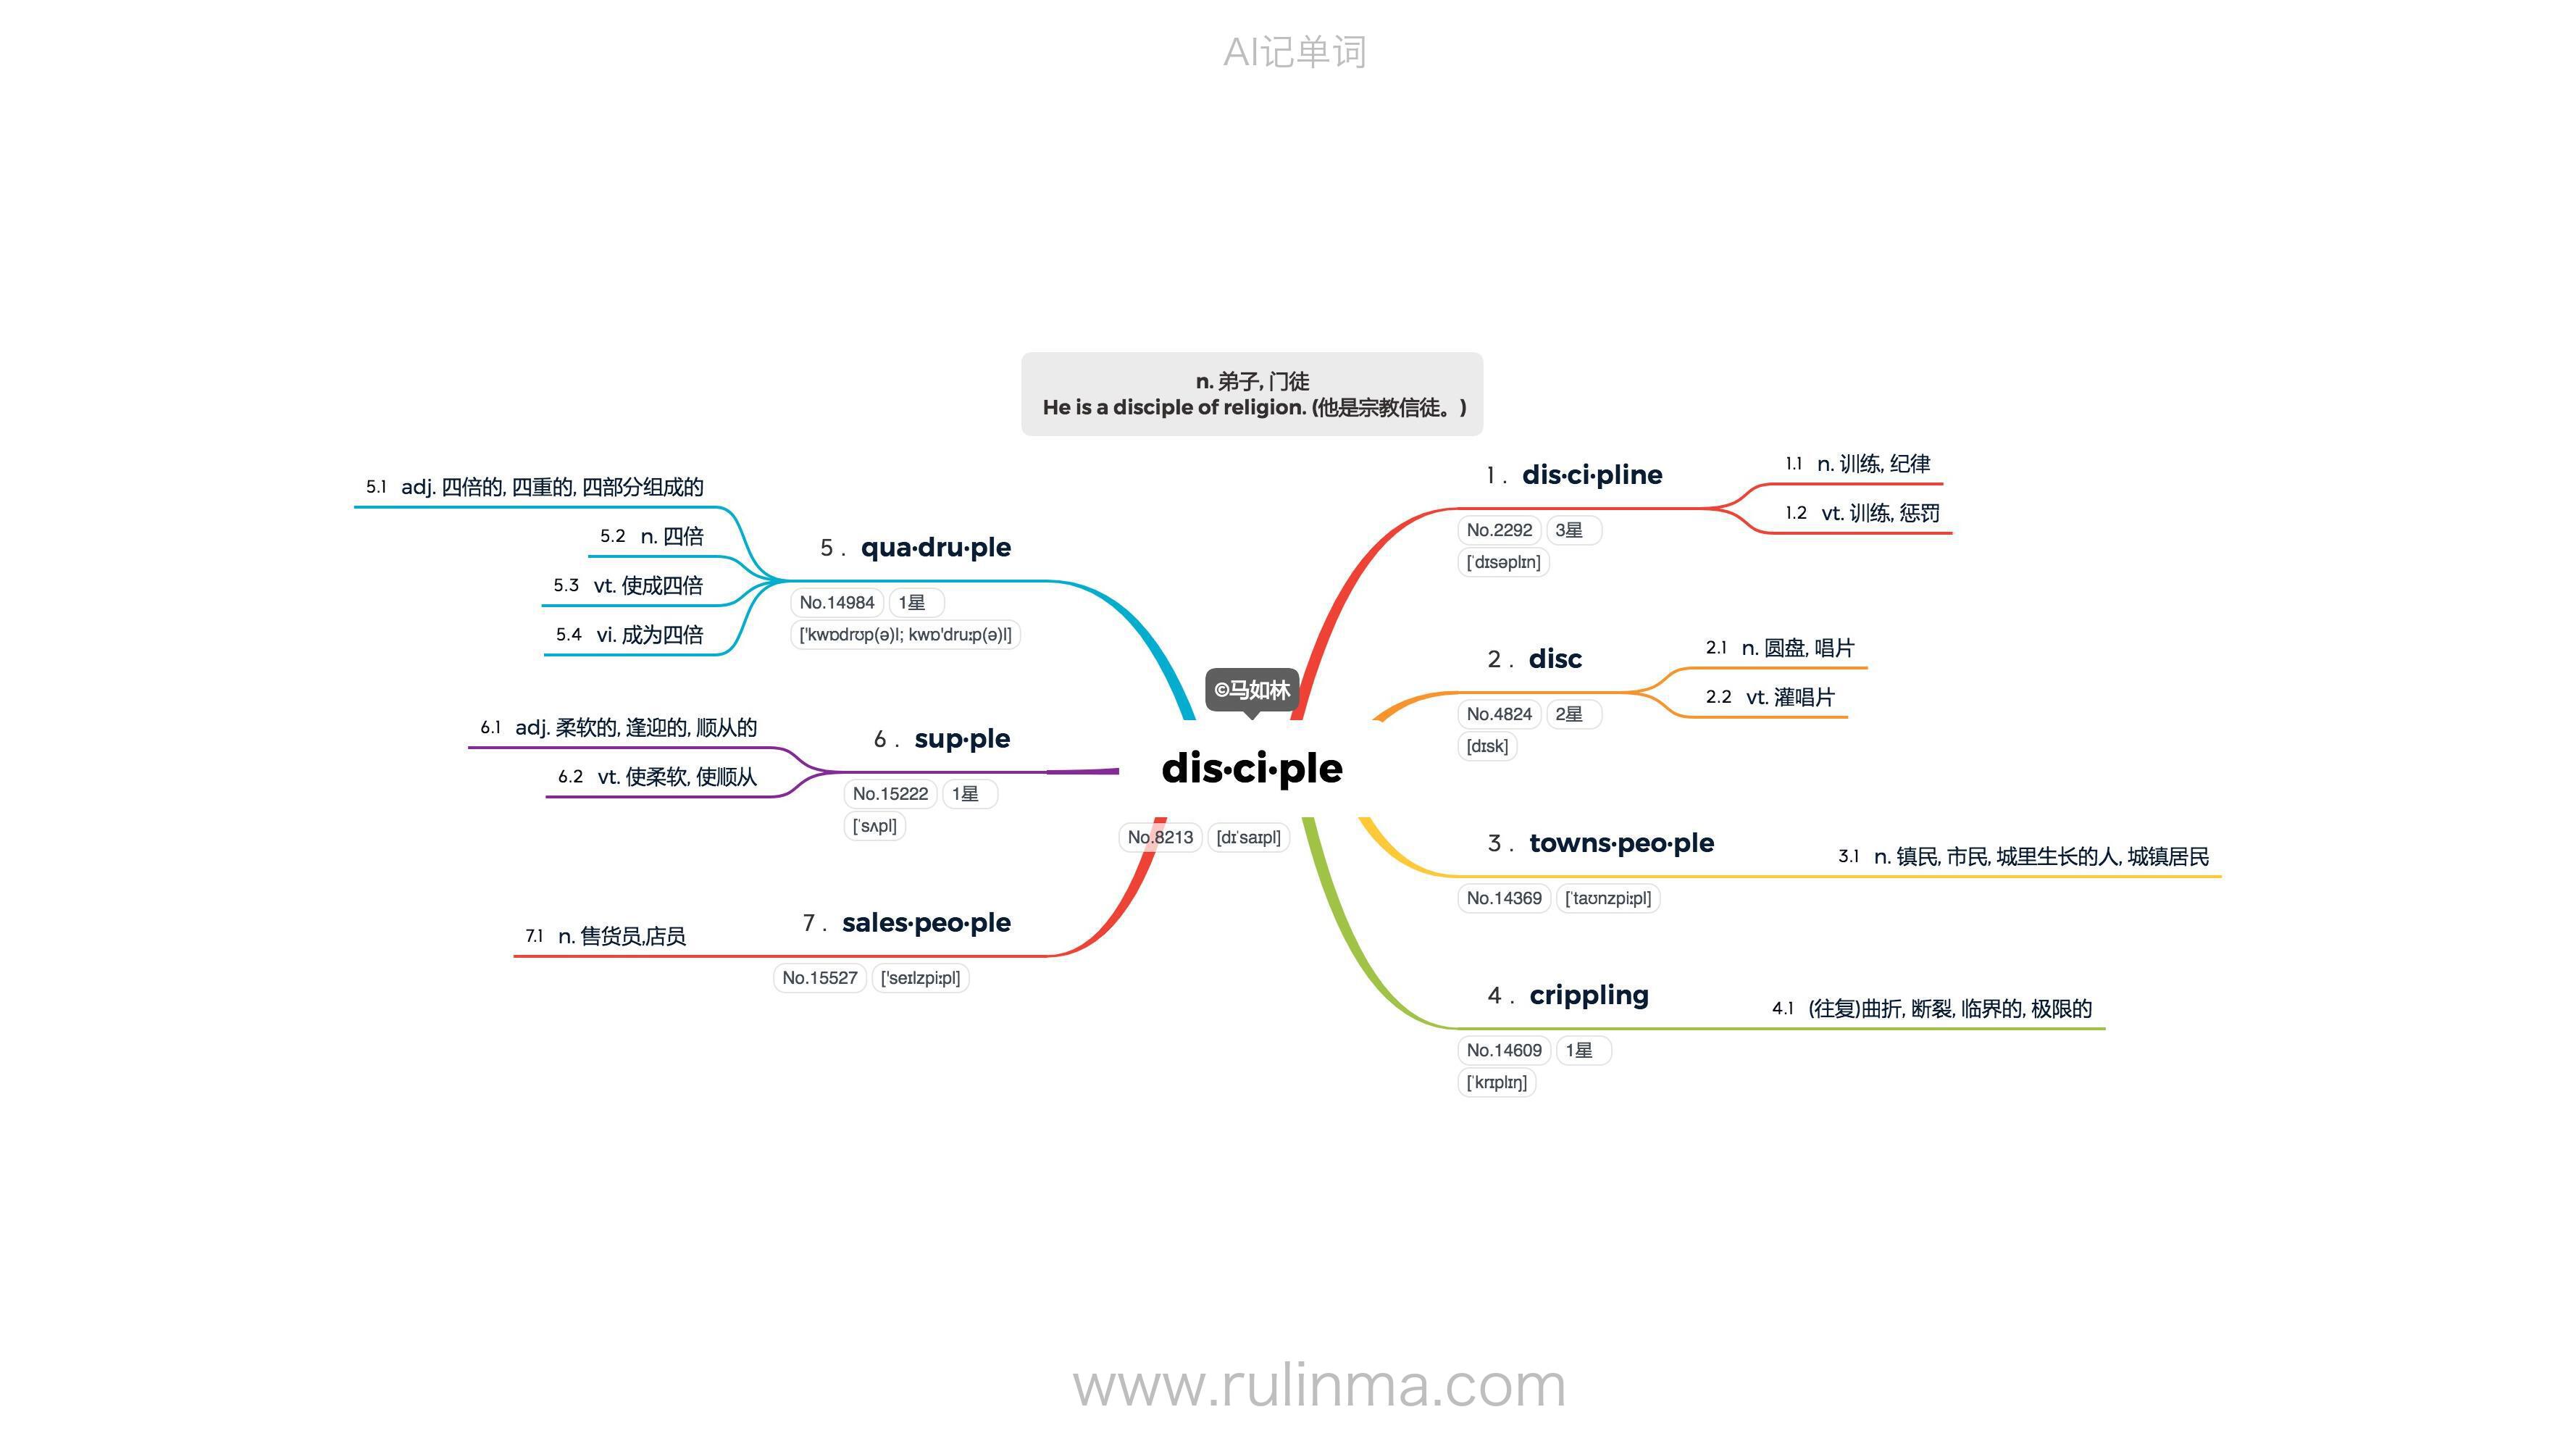 AI记单词
n. 弟子, 门徒
He is a disciple of religion. (他是宗教信徒。)
©马如林
dis·ci·ple
No.8213 [dɪˈsaɪpl]
1. dis·ci·pline
No.2292 3星
[ˈdɪsəplɪn]
1.1 n. 训练, 纪律
1.2 vt. 训练, 惩罚
2. disc
No.4824 2星
[dɪsk]
2.1 n. 圆盘, 唱片
2.2 vt. 灌唱片
3. towns·peo·ple
No.14369 [ˈtaʊnzpiːpl]
3.1 n. 镇民, 市民, 城里生长的人, 城镇居民
4. crippling
No.14609 1星
[ˈkrɪplɪŋ]
4.1 (往复)曲折, 断裂, 临界的, 极限的
5. qua·dru·ple
No.14984 1星
['kwɒdrʊp(ə)l; kwɒ'druːp(ə)l]
5.1 adj. 四倍的, 四重的, 四部分组成的
5.2 n. 四倍
5.3 vt. 使成四倍
5.4 vi. 成为四倍
6. sup·ple
No.15222 1星
[ˈsʌpl]
6.1 adj. 柔软的, 逢迎的, 顺从的
6.2 vt. 使柔软, 使顺从
7. sales·peo·ple
No.15527 ['seɪlzpiːpl]
7.1 n. 售货员,店员
www.rulinma.com